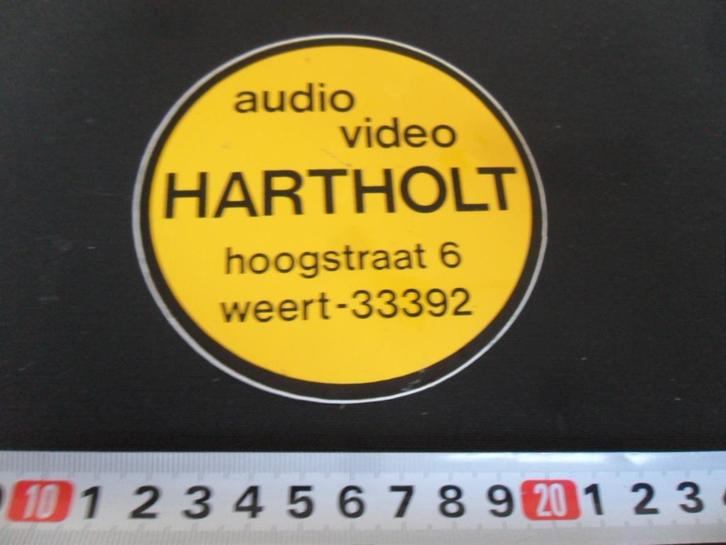 audio
video
HARTHOLT
hoogstraat 6
weert-33392
10 1 2 3 4 5 6 7 8 9 20 1 2 3